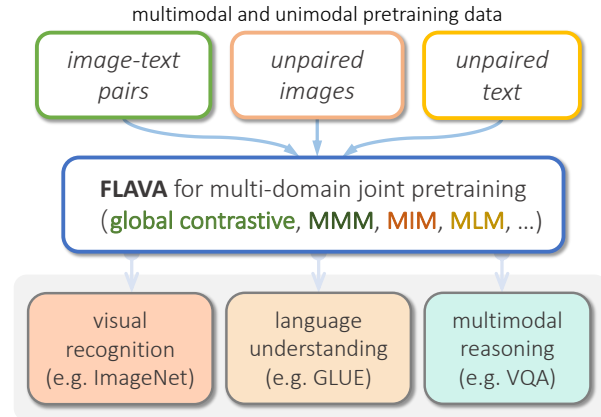 multimodal and unimodal pretraining data
image-text
pairs
unpaired
images
unpaired
text
FLAVA for multi-domain joint pretraining
(global contrastive, MMM, MIM, MLM, ...)
visual
recognition
(e.g. ImageNet)
language
understanding
(e.g. GLUE)
multimodal
reasoning
(e.g. VQA)